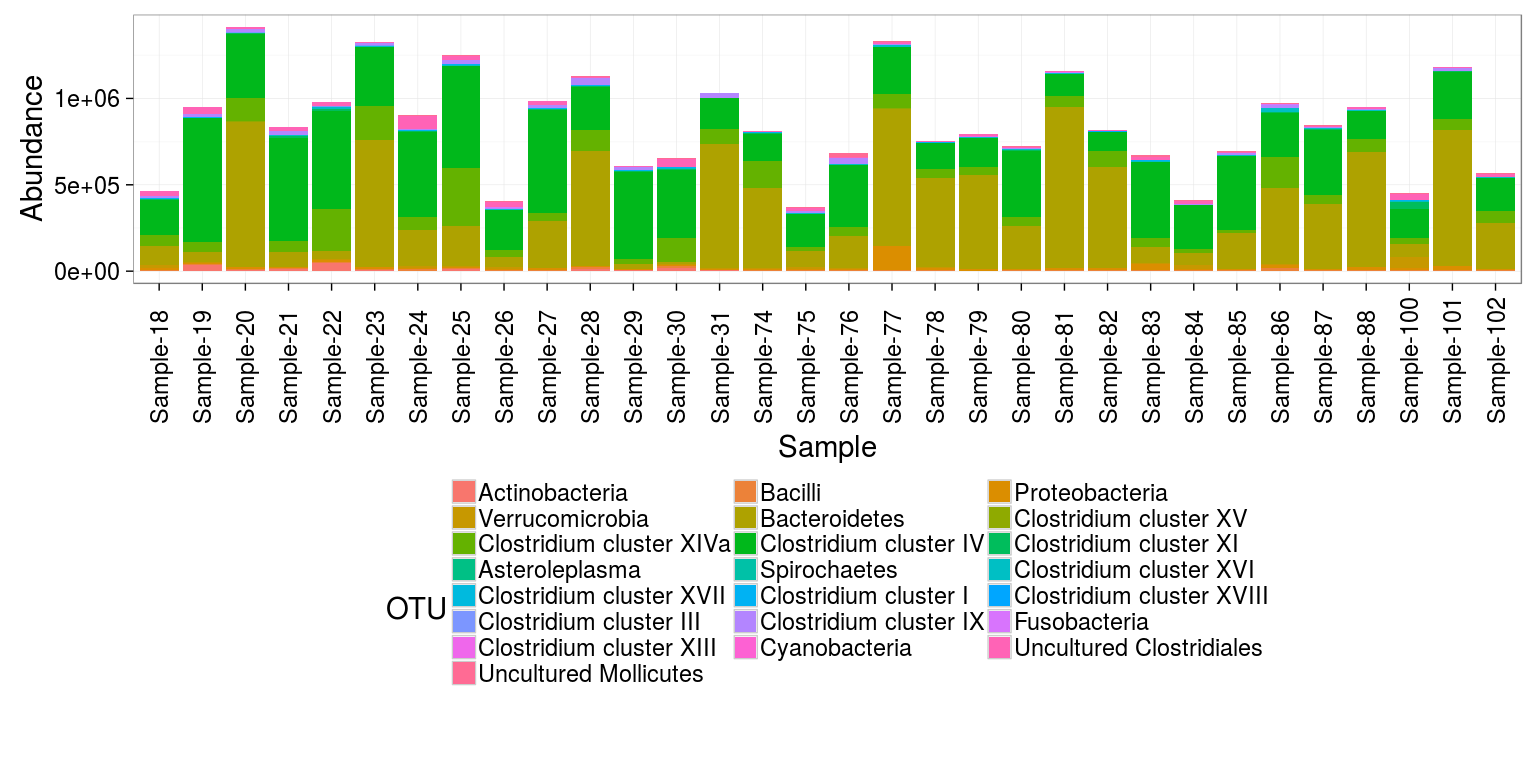 Abundance
1e+06
5e+05
0e+00
Sample-18
Sample-19
Sample-20
Sample-21
Sample-22
Sample-23
Sample-24
Sample-25
Sample-26
Sample-27
Sample-28
Sample-29
Sample-30
Sample-31
Sample-74
Sample-75
Sample-76
Sample-77
Sample-78
Sample-79
Sample-80
Sample-81
Sample-82
Sample-83
Sample-84
Sample-85
Sample-86
Sample-87
Sample-88
Sample-100
Sample-101
Sample-102
Sample
OTU
Actinobacteria Bacilli Proteobacteria
Verrucomicrobia Bacteroidetes Clostridium cluster XV
Clostridium cluster XIVa Clostridium cluster IV Clostridium cluster XI
Asteroleplasma Spirochaetes Clostridium cluster XVI
Clostridium cluster XVII Clostridium cluster I Clostridium cluster XVIII
Clostridium cluster III Clostridium cluster IX Fusobacteria
Clostridium cluster XIII Cyanobacteria Uncultured Clostridiales
Uncultured Mollicutes